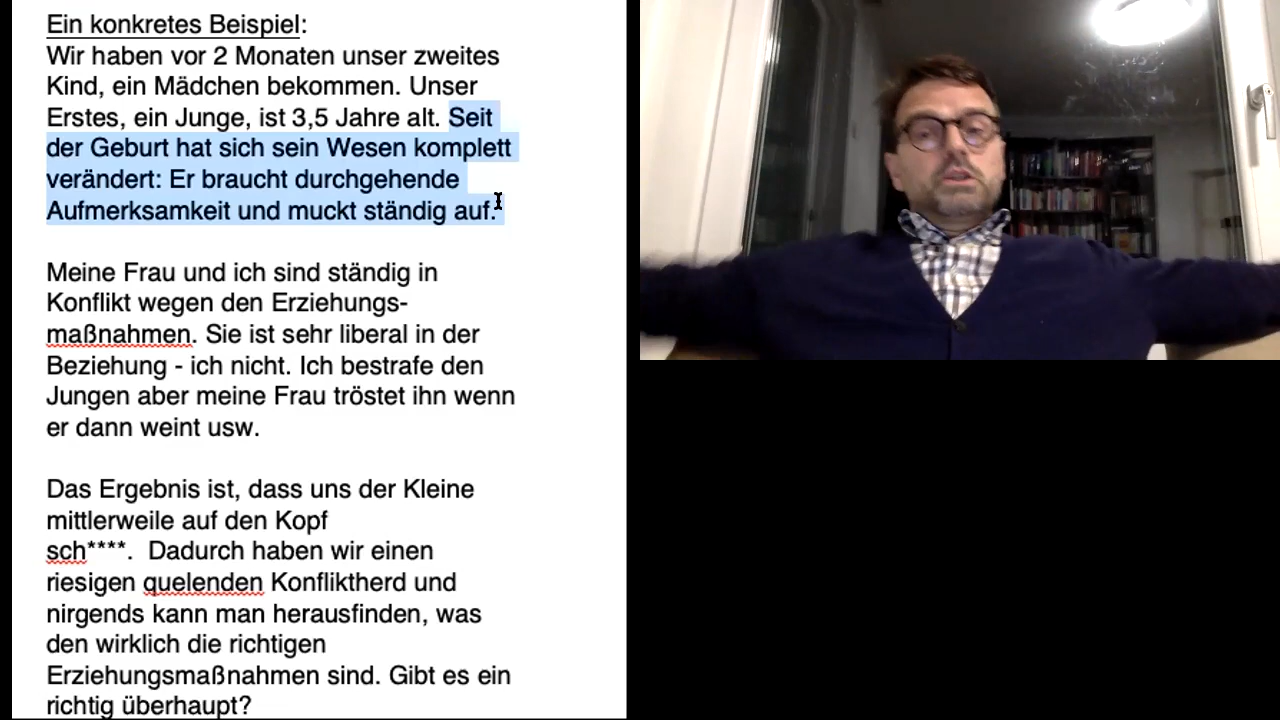 Ein konkretes Beispiel:
Wir haben vor 2 Monaten unser zweites
Kind, ein Mädchen bekommen. Unser
Erstes, ein Junge, ist 3,5 Jahre alt. Seit
der Geburt hat sich sein Wesen komplett
verändert: Er braucht durchgehende
Aufmerksamkeit und muckt ständig auf.
Meine Frau und ich sind ständig in
Konflikt wegen den Erziehungs-
maßnahmen. Sie ist sehr liberal in der
Beziehung - ich nicht. Ich bestrafe den
Jungen aber meine Frau tröstet ihn wenn
er dann weint usw.
Das Ergebnis ist, dass uns der Kleine
mittlerweile auf den Kopf
sch****.  Dadurch haben wir einen
riesigen quelenden Konfliktherd und
nirgends kann man herausfinden, was
den wirklich die richtigen
Erziehungsmaßnahmen sind. Gibt es ein
richtig überhaupt?